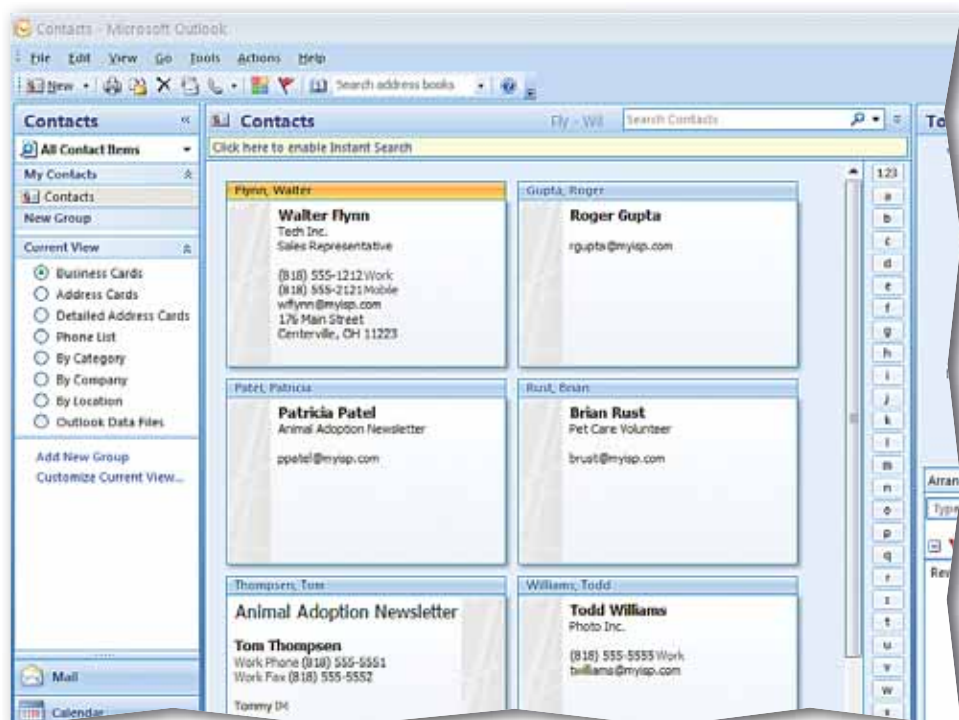 Contacts - Microsoft Outlook
File Edit View Go Tools Actions Help
New Search address books
Contacts
All Contact Items
My Contacts
Contacts
New Group
Current View
Business Cards
Address Cards
Detailed Address Cards
Phone List
By Category
By Company
By Location
Outlook Data Files
Add New Group
Customize Current View...
Mail
Calendar
Contacts Fly - Wil Search Contacts
Click here to enable Instant Search
Flynn, Walter
Walter Flynn
Tech Inc.
Sales Representative
(818) 555-1212 Work
(818) 555-2121 Mobile
wflynn@myisp.com
176 Main Street
Centerville, OH 11223
Gupta, Roger
Roger Gupta
rgupta@myisp.com
Patel, Patricia
Patricia Patel
Animal Adoption Newsletter
ppatel@myisp.com
Rust, Brian
Brian Rust
Pet Care Volunteer
brust@myisp.com
Thompsen, Tom
Animal Adoption Newsletter
Tom Thompsen
Work Phone (818) 555-5551
Work Fax (818) 555-5552
Tommy IM
Williams, Todd
Todd Williams
Photo Inc.
(818) 555-5555 Work
twilliams@myisp.com
123
a
b
c
d
e
f
g
h
i
j
k
l
m
n
o
p
q
r
s
t
u
v
w
x
To
Arran
Type
Rev